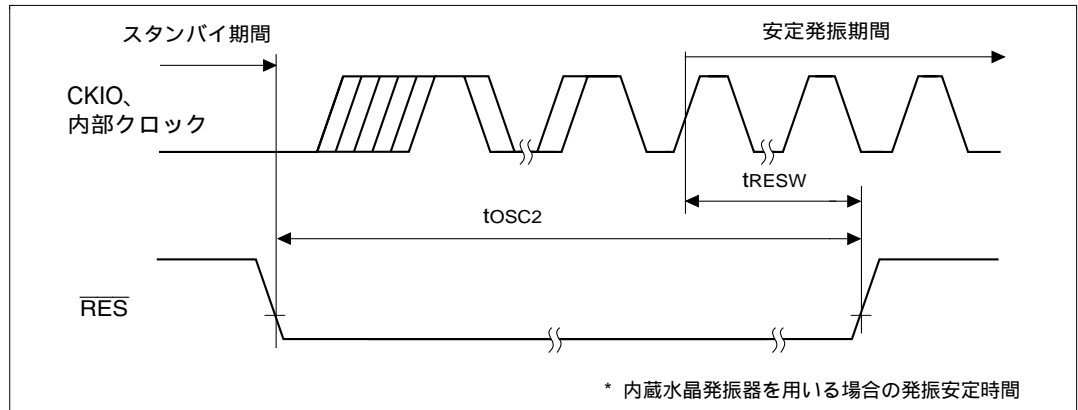 スタンバイ期間
安定発振期間
CKIO、
内部クロック
tRESW
tOSC2
RES
* 内蔵水晶発振器を用いる場合の発振安定時間